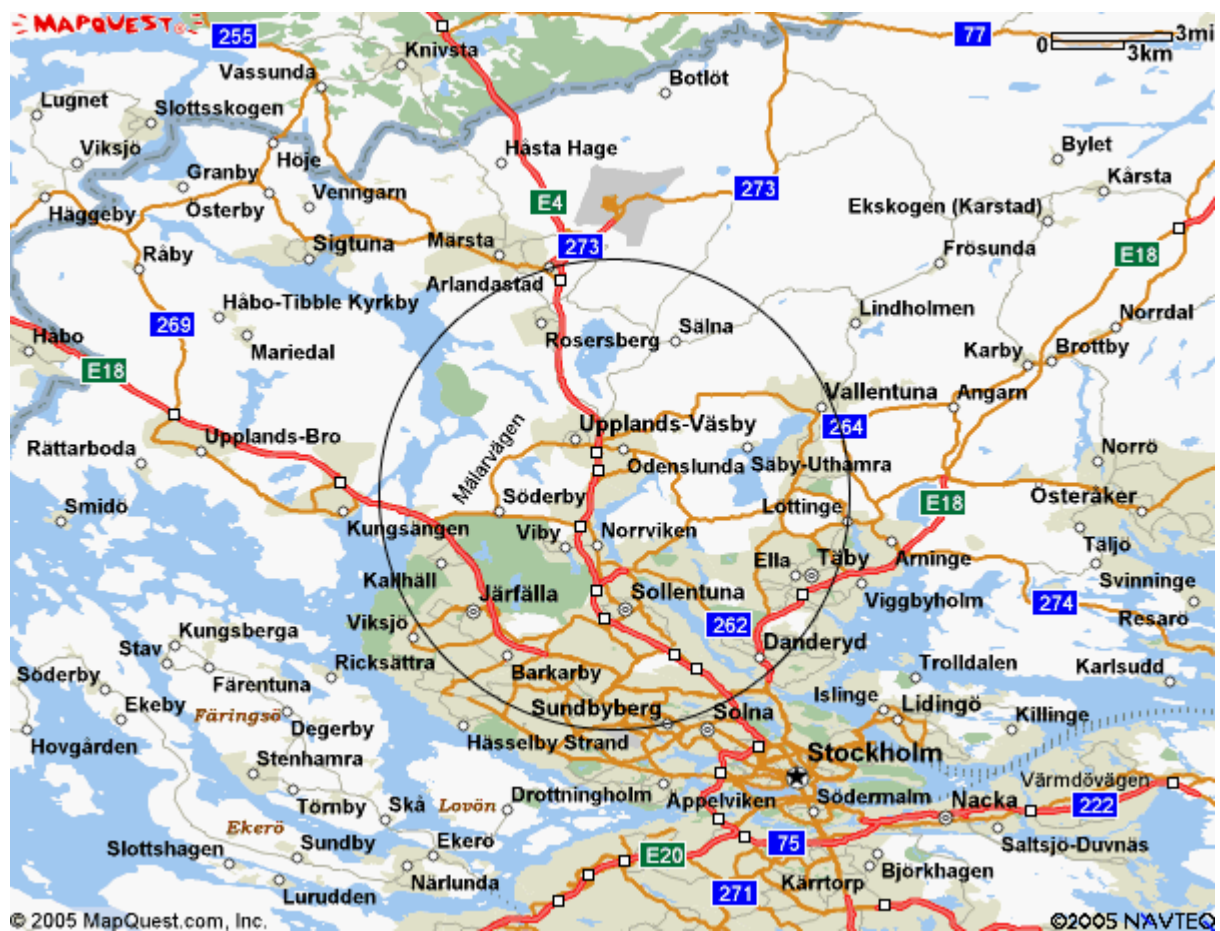 MAPQUEST
255
Knivsta
77
0 3mi
3km
Vassunda
Botlöt
Lugnet
Slottsskogen
Bylet
Viksjö
Höje
Håsta Hage
Granby
Venngarn
E4
273
Kårsta
Häggeby
Österby
Ekskogen (Karstad)
Råby
Sigtuna
Märsta
273
Frösunda
E18
Arlandastad
Håbo-Tibble Kyrkby
269
Rosersberg
Sälna
Lindholmen
Norrdal
Håbo
Mariedal
Karby
Brottby
E18
Vallentuna
Angarn
Upplands-Väsby
264
Rättarboda
Upplands-Bro
Mälarvägen
Odenslunda
Säby-Uthamra
Norrö
Smidö
Söderby
Löttinge
E18
Österåker
Kungsängen
Viby
Norrviken
Ella
Täby
Arninge
Täljö
Kallhäll
Svinninge
Järfälla
Sollentuna
Viggbyholm
274
Viksjö
262
Resarö
Kungsberga
Stav
Ricksättra
Danderyd
Söderby
Färentuna
Barkarby
Trolldalen
Karlsudd
Ekeby
Färingsö
Degerby
Sundbyberg
Solna
Islinge
Lidingö
Killinge
Hovgården
Hässelby Strand
Stenhamra
Stockholm
Värmdövägen
Törnby
Skå
Lovön
Drottningholm
Äppelviken
Södermalm
Nacka
222
Ekerö
Sundby
Ekerö
75
Saltsjö-Duvnäs
Slottshagen
E20
Björkhagen
Lurudden
Närlunda
271
Kärrtorp
© 2005 MapQuest.com, Inc.
©2005 NAVTEQ